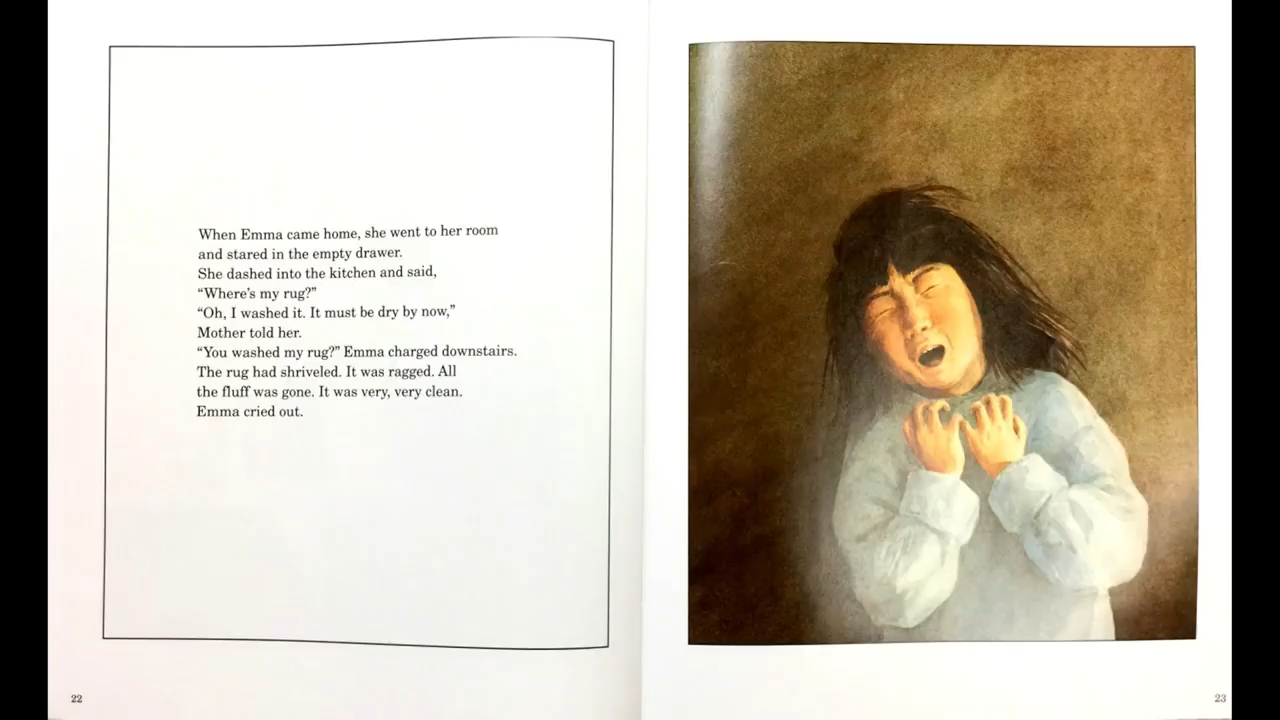 When Emma came home, she went to her room
and stared in the empty drawer.
She dashed into the kitchen and said,
“Where’s my rug?”
“Oh, I washed it. It must be dry by now,”
Mother told her.
“You washed my rug?” Emma charged downstairs.
The rug had shriveled. It was ragged. All
the fluff was gone. It was very, very clean.
Emma cried out.
22
23